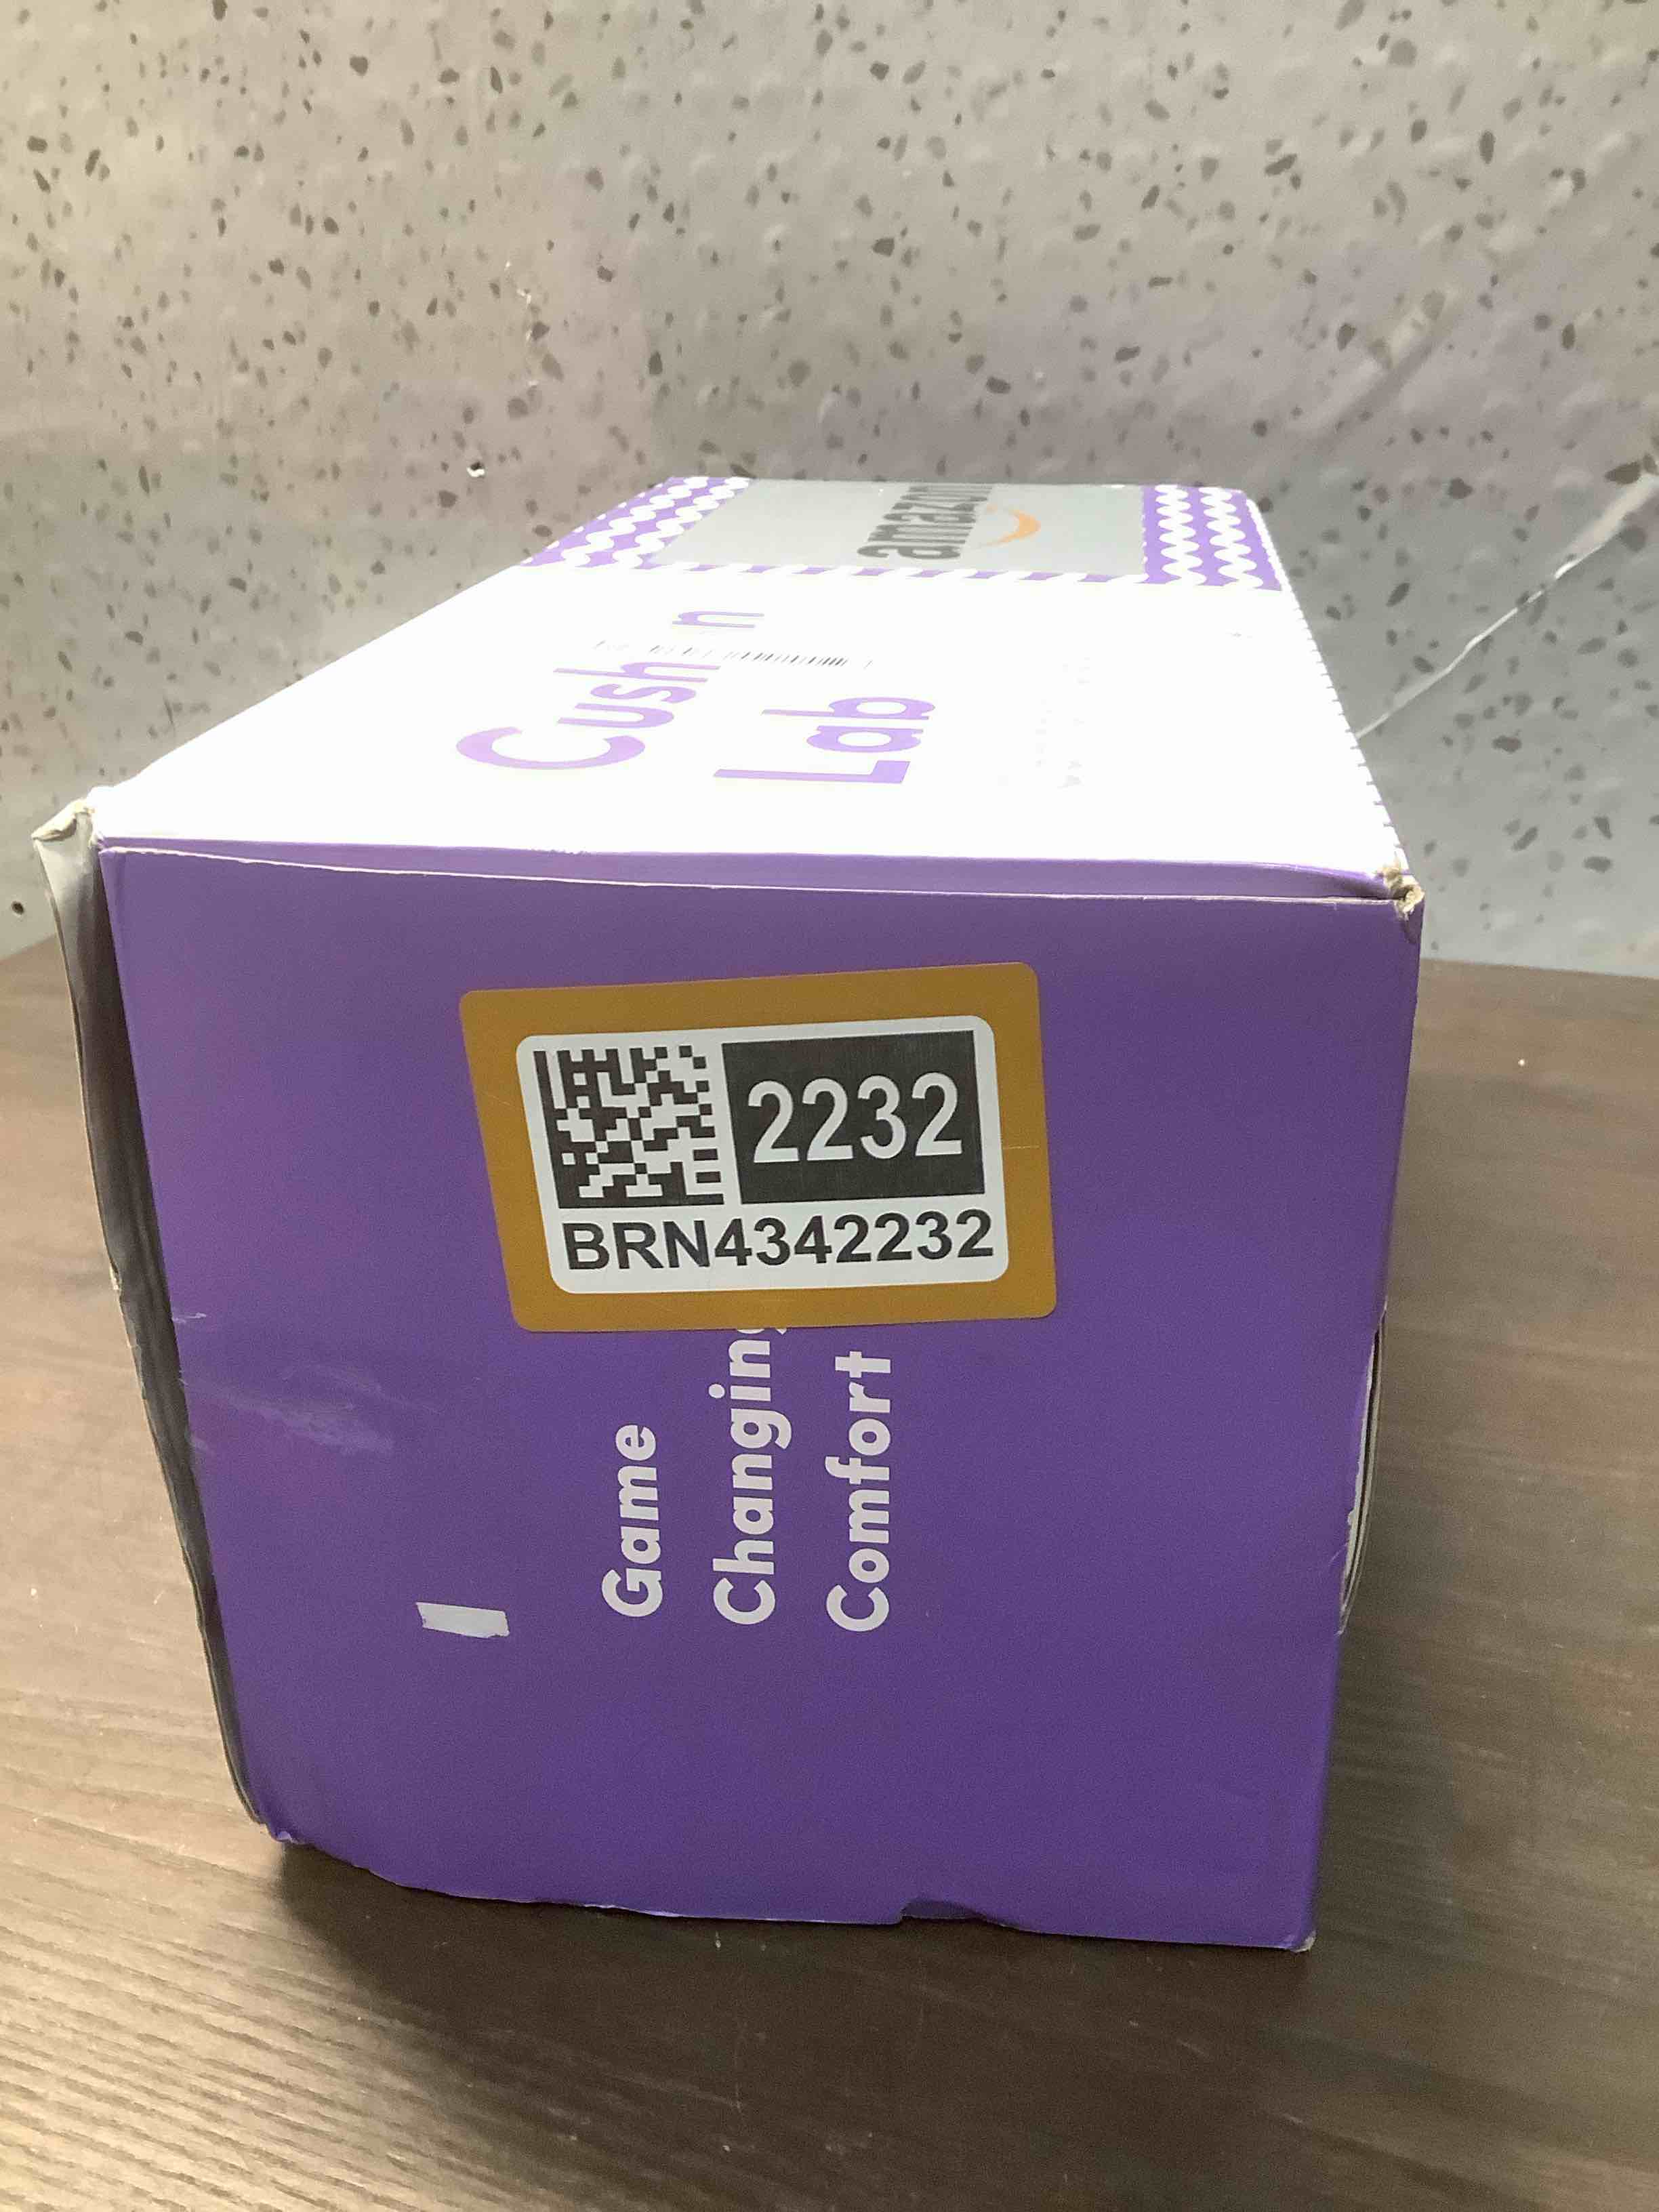 amazon
Cush n
Lab
2232
BRN4342232
Game
Changing
Comfort